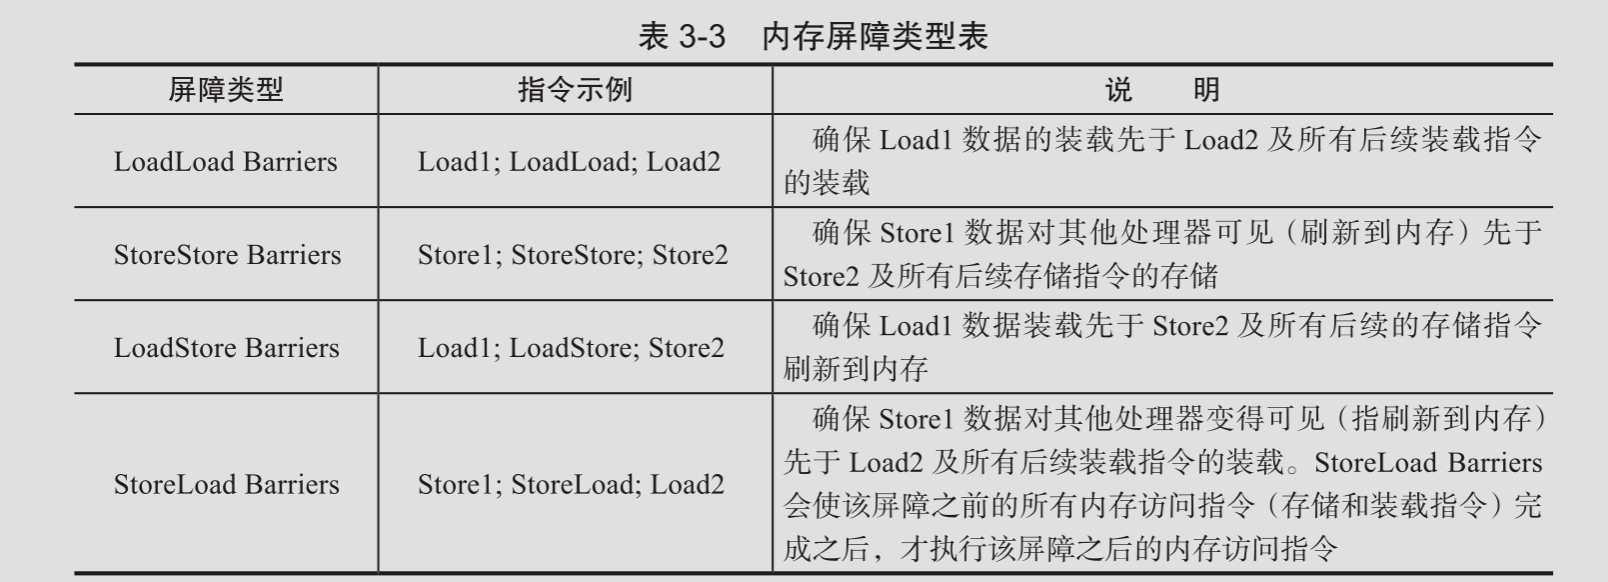 表 3-3 内存屏障类型表
屏障类型 指令示例 说 明
LoadLoad Barriers Load1; LoadLoad; Load2 确保 Load1 数据的装载先于 Load2 及所有后续装载指令
的装载
StoreStore Barriers Store1; StoreStore; Store2 确保 Store1 数据对其他处理器可见（刷新到内存）先于
Store2 及所有后续存储指令的存储
LoadStore Barriers Load1; LoadStore; Store2 确保 Load1 数据装载先于 Store2 及所有后续的存储指令
刷新到内存
StoreLoad Barriers Store1; StoreLoad; Load2 确保 Store1 数据对其他处理器变得可见（指刷新到内存）
先于 Load2 及所有后续装载指令的装载。StoreLoad Barriers
会使该屏障之前的所有内存访问指令（存储和装载指令）完
成之后，才执行该屏障之后的内存访问指令